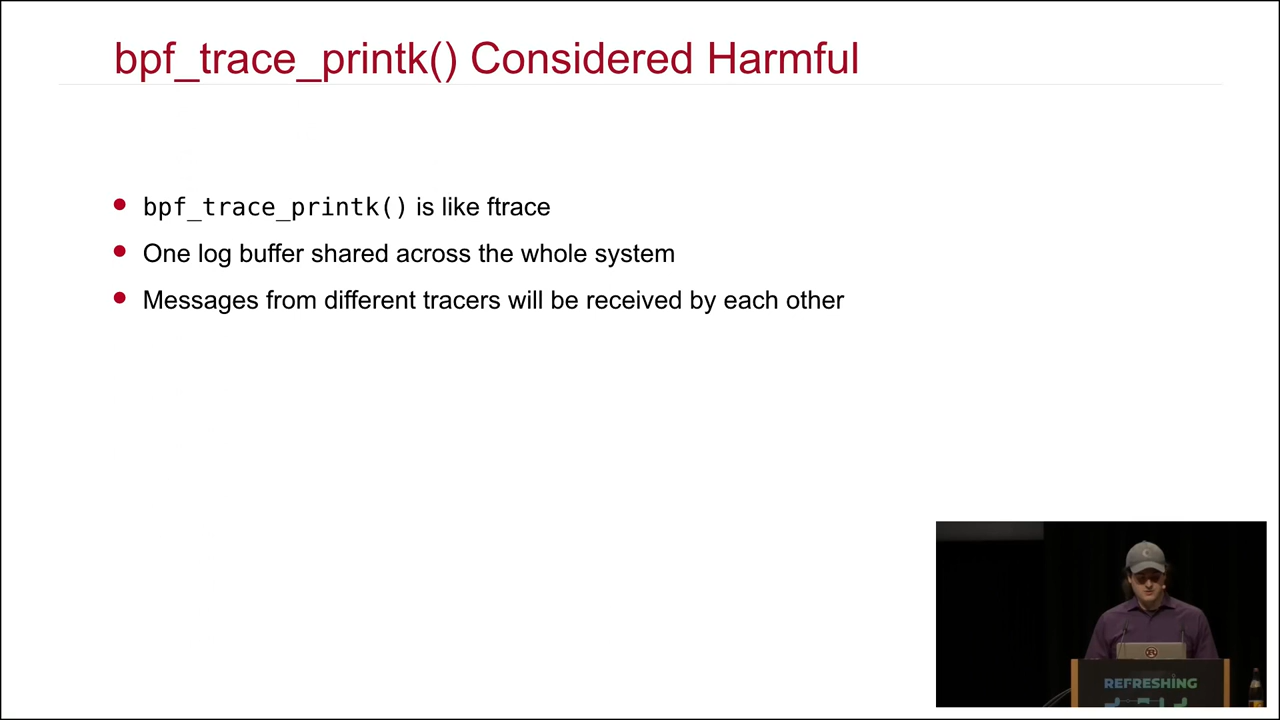 bpf_trace_printk() Considered Harmful
bpf_trace_printk() is like ftrace
One log buffer shared across the whole system
Messages from different tracers will be received by each other
REFRESHING